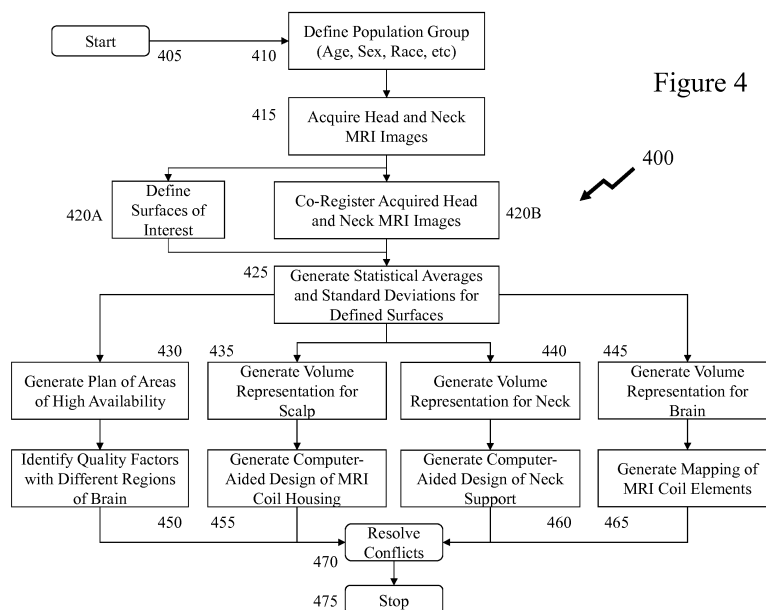 Start
405
410
Define Population Group
(Age, Sex, Race, etc)
Figure 4
415
Acquire Head and Neck
MRI Images
400
420A
Define
Surfaces of
Interest
Co-Register Acquired Head
and Neck MRI Images
420B
425
Generate Statistical Averages
and Standard Deviations for
Defined Surfaces
430
435
440
445
Generate Plan of Areas
of High Availability
Generate Volume
Representation for
Scalp
Generate Volume
Representation for Neck
Generate Volume
Representation for
Brain
Identify Quality Factors
with Different Regions
of Brain
Generate Computer-
Aided Design of MRI
Coil Housing
Generate Computer-
Aided Design of Neck
Support
Generate Mapping of
MRI Coil Elements
450
455
460
465
Resolve
Conflicts
470
475
Stop